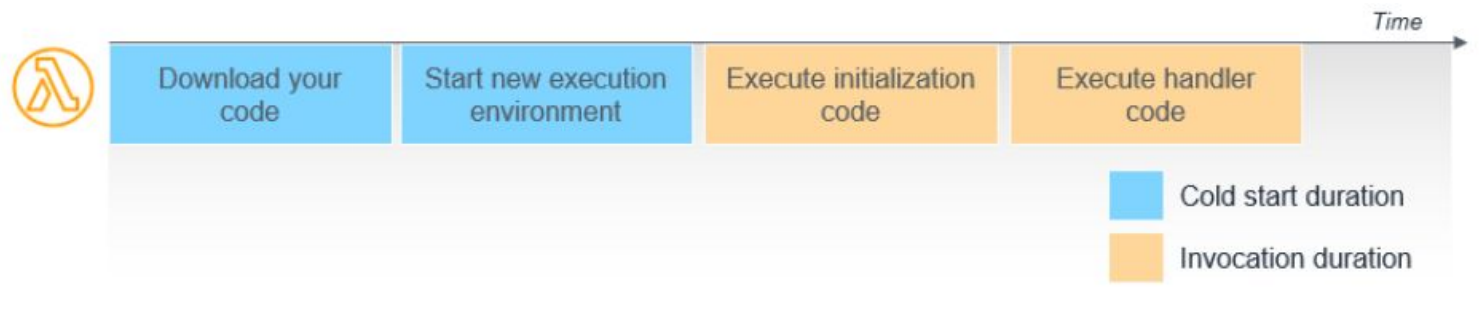 Time
Download your
code
Start new execution
environment
Execute initialization
code
Execute handler
code
Cold start duration
Invocation duration